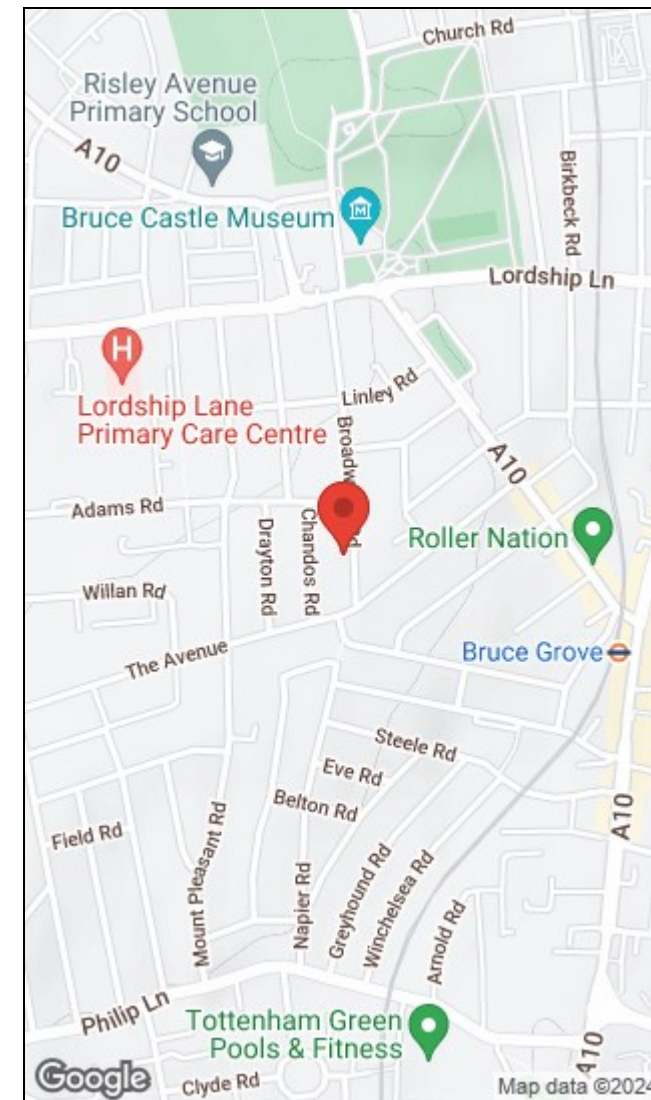 Church Rd
Risley Avenue
Primary School
A10
Birkbeck Rd
Bruce Castle Museum
Lordship Ln
H
Lordship Lane
Primary Care Centre
Linley Rd
A10
Adams Rd
Drayton Rd
Chandos Rd
Roller Nation
Willan Rd
The Avenue
Bruce Grove
Steele Rd
Eve Rd
Belton Rd
A10
Field Rd
Mount Pleasant Rd
Napier Rd
Greyhound Rd
Winchelsea Rd
Arnold Rd
Philip Ln
Tottenham Green
Pools & Fitness
A10
Google
Clyde Rd
Map data ©2024